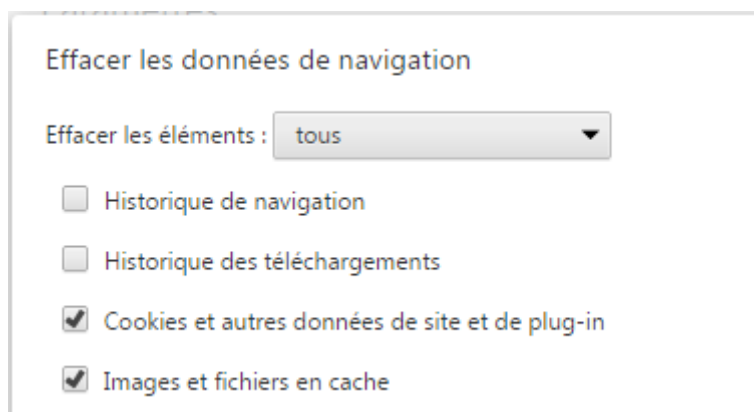 Effacer les données de navigation
Effacer les éléments : tous
Historique de navigation
Historique des téléchargements
Cookies et autres données de site et de plug-in
Images et fichiers en cache